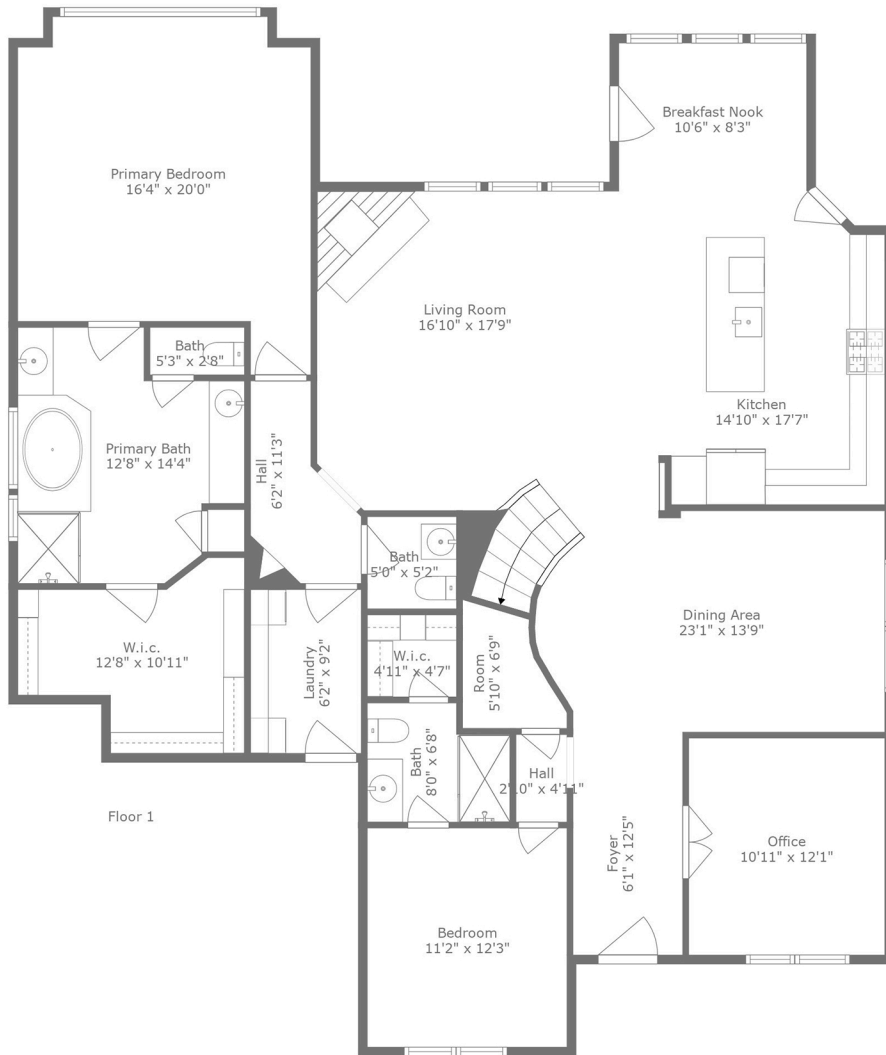 Breakfast Nook
10'6" x 8'3"
Primary Bedroom
16'4" x 20'0"
Living Room
16'10" x 17'9"
Bath
5'3" x 2'8"
Kitchen
14'10" x 17'7"
Primary Bath
12'8" x 14'4"
Hall
6'2" x 11'3"
Bath
5'0" x 5'2"
Dining Area
23'1" x 13'9"
W.i.c.
12'8" x 10'11"
Laundry
6'2" x 9'2"
W.i.c.
4'11" x 4'7"
Room
5'10" x 6'9"
Bath
8'0" x 6'8"
Hall
2'10" x 4'11"
Floor 1
Foyer
6'1" x 12'5"
Office
10'11" x 12'1"
Bedroom
11'2" x 12'3"